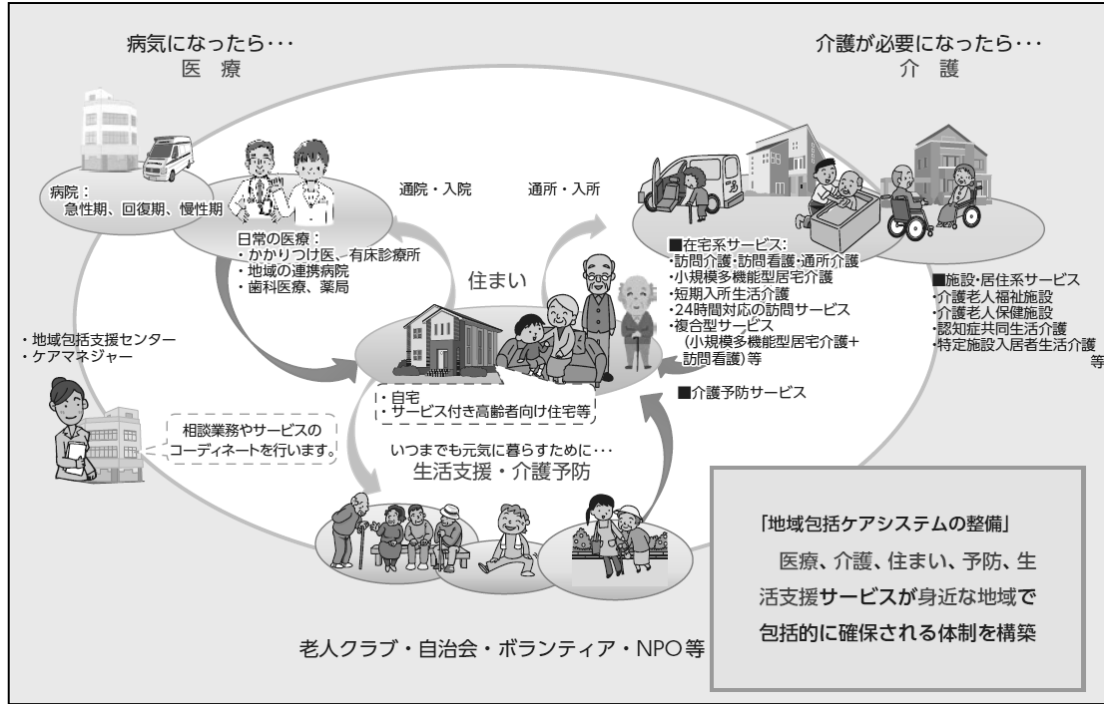 病気になったら･･･
医　療
介護が必要になったら･･･
介　護
病院：
急性期、回復期、慢性期
通院・入院
通所・入所
日常の医療：
・かかりつけ医、有床診療所
・地域の連携病院
・歯科医療、薬局
住まい
■在宅系サービス：
・訪問介護・訪問看護・通所介護
・小規模多機能型居宅介護
・短期入所生活介護
・24時間対応の訪問サービス
・複合型サービス
（小規模多機能型居宅介護＋
訪問看護）等
■施設・居住系サービス
・介護老人福祉施設
・介護老人保健施設
・認知症共同生活介護
・特定施設入居者生活介護
等
■介護予防サービス
・地域包括支援センター
・ケアマネジャー
・自宅
・サービス付き高齢者向け住宅等
相談業務やサービスの
コーディネートを行います。
いつまでも元気に暮らすために･･･
生活支援・介護予防
老人クラブ・自治会・ボランティア・NPO等
「地域包括ケアシステムの整備」
医療、介護、住まい、予防、生
活支援サービスが身近な地域で
包括的に確保される体制を構築